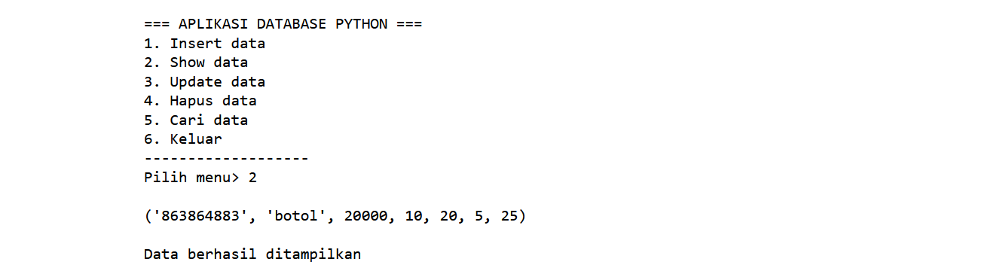 === APLIKASI DATABASE PYTHON ===
1. Insert data
2. Show data
3. Update data
4. Hapus data
5. Cari data
6. Keluar
-------------------
Pilih menu> 2
('863864883', 'botol', 20000, 10, 20, 5, 25)
Data berhasil ditampilkan